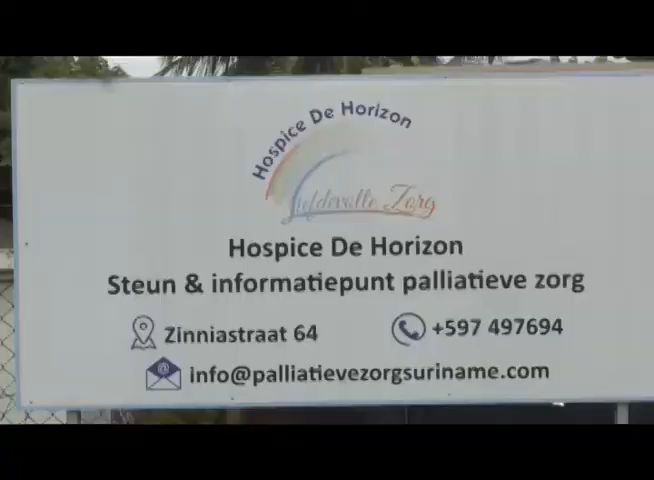 Hospice De Horizon
Liefdevolle Zorg
Hospice De Horizon
Steun & informatiepunt palliatieve zorg
Zinniastraat 64
+597 497694
info@palliatievezorgsuriname.com